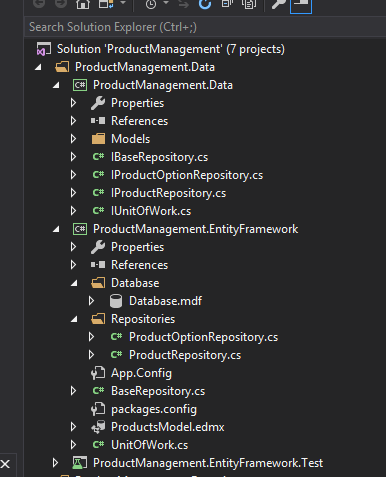 Search Solution Explorer (Ctrl+;)
Solution 'ProductManagement' (7 projects)
ProductManagement.Data
C# ProductManagement.Data
Properties
References
Models
C# IBaseRepository.cs
C# IProductOptionRepository.cs
C# IProductRepository.cs
C# IUnitOfWork.cs
C# ProductManagement.EntityFramework
Properties
References
Database
Database.mdf
Repositories
C# ProductOptionRepository.cs
C# ProductRepository.cs
App.Config
C# BaseRepository.cs
packages.config
ProductsModel.edmx
C# UnitOfWork.cs
ProductManagement.EntityFramework.Test